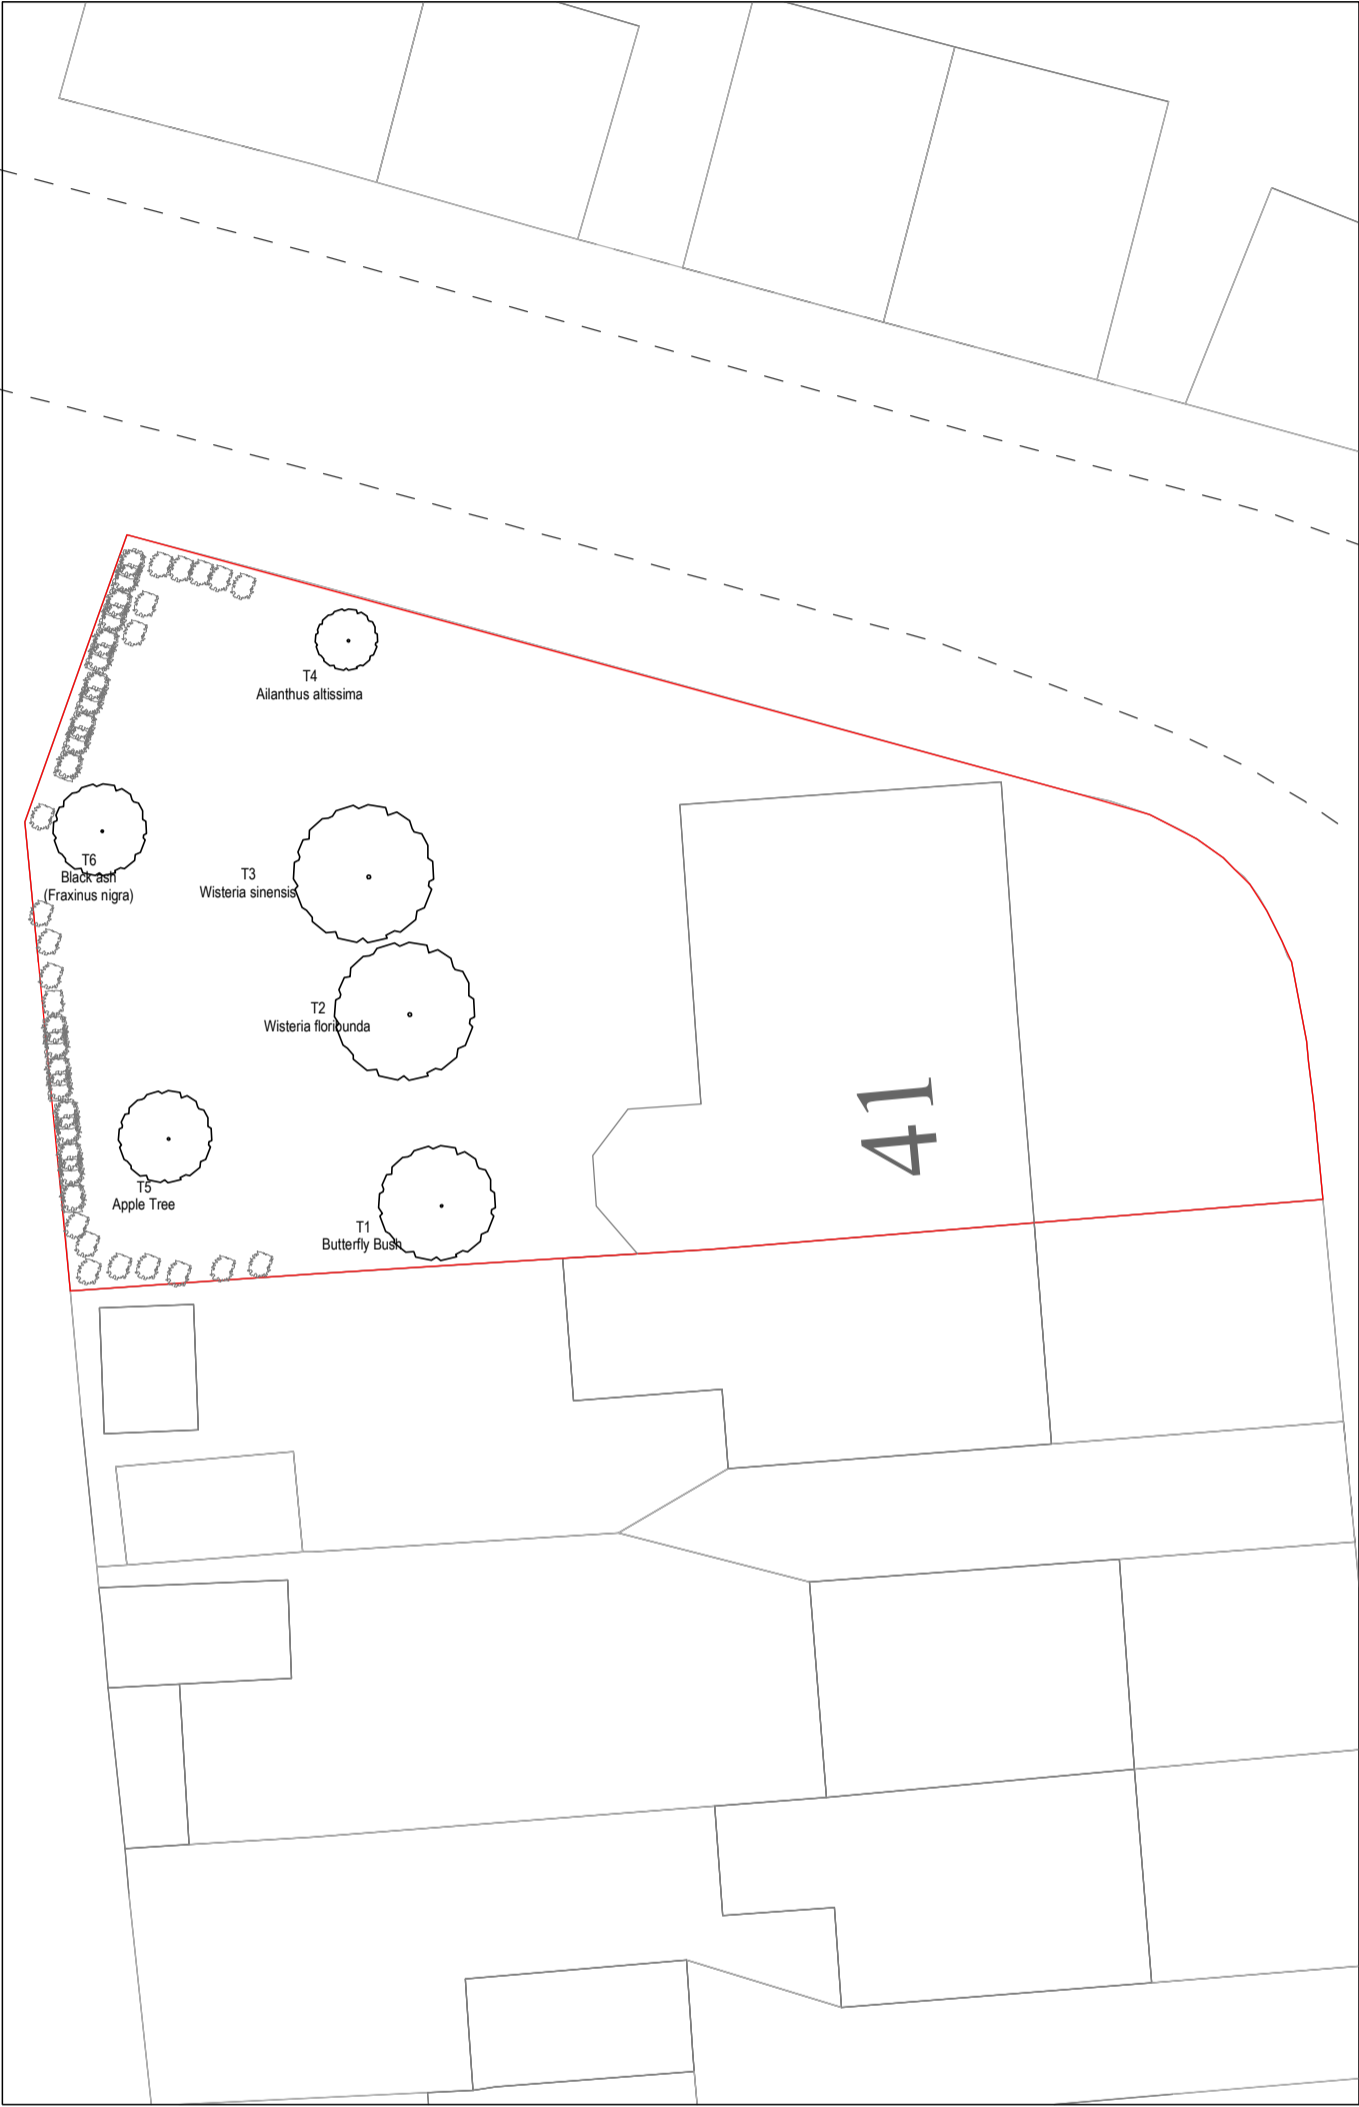 T4
Ailanthus altissima
T6
Black ash
(Fraxinus nigra)
T3
Wisteria sinensis
T2
Wisteria floribunda
41
T5
Apple Tree
T1
Butterfly Bush